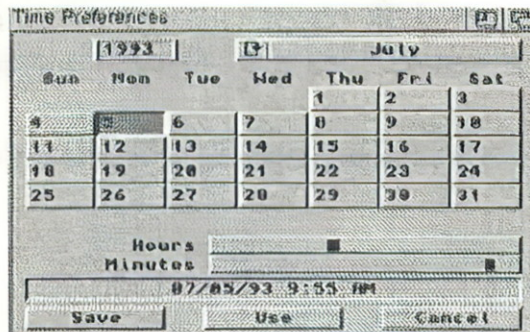 Time Preferences
1993 July
Sun Mon Tue Wed Thu Fri Sat
1 2 3
4 5 6 7 8 9 10
11 12 13 14 15 16 17
18 19 20 21 22 23 24
25 26 27 28 29 30 31
Hours
Minutes
07/05/93 9:55 AM
Save Use Cancel